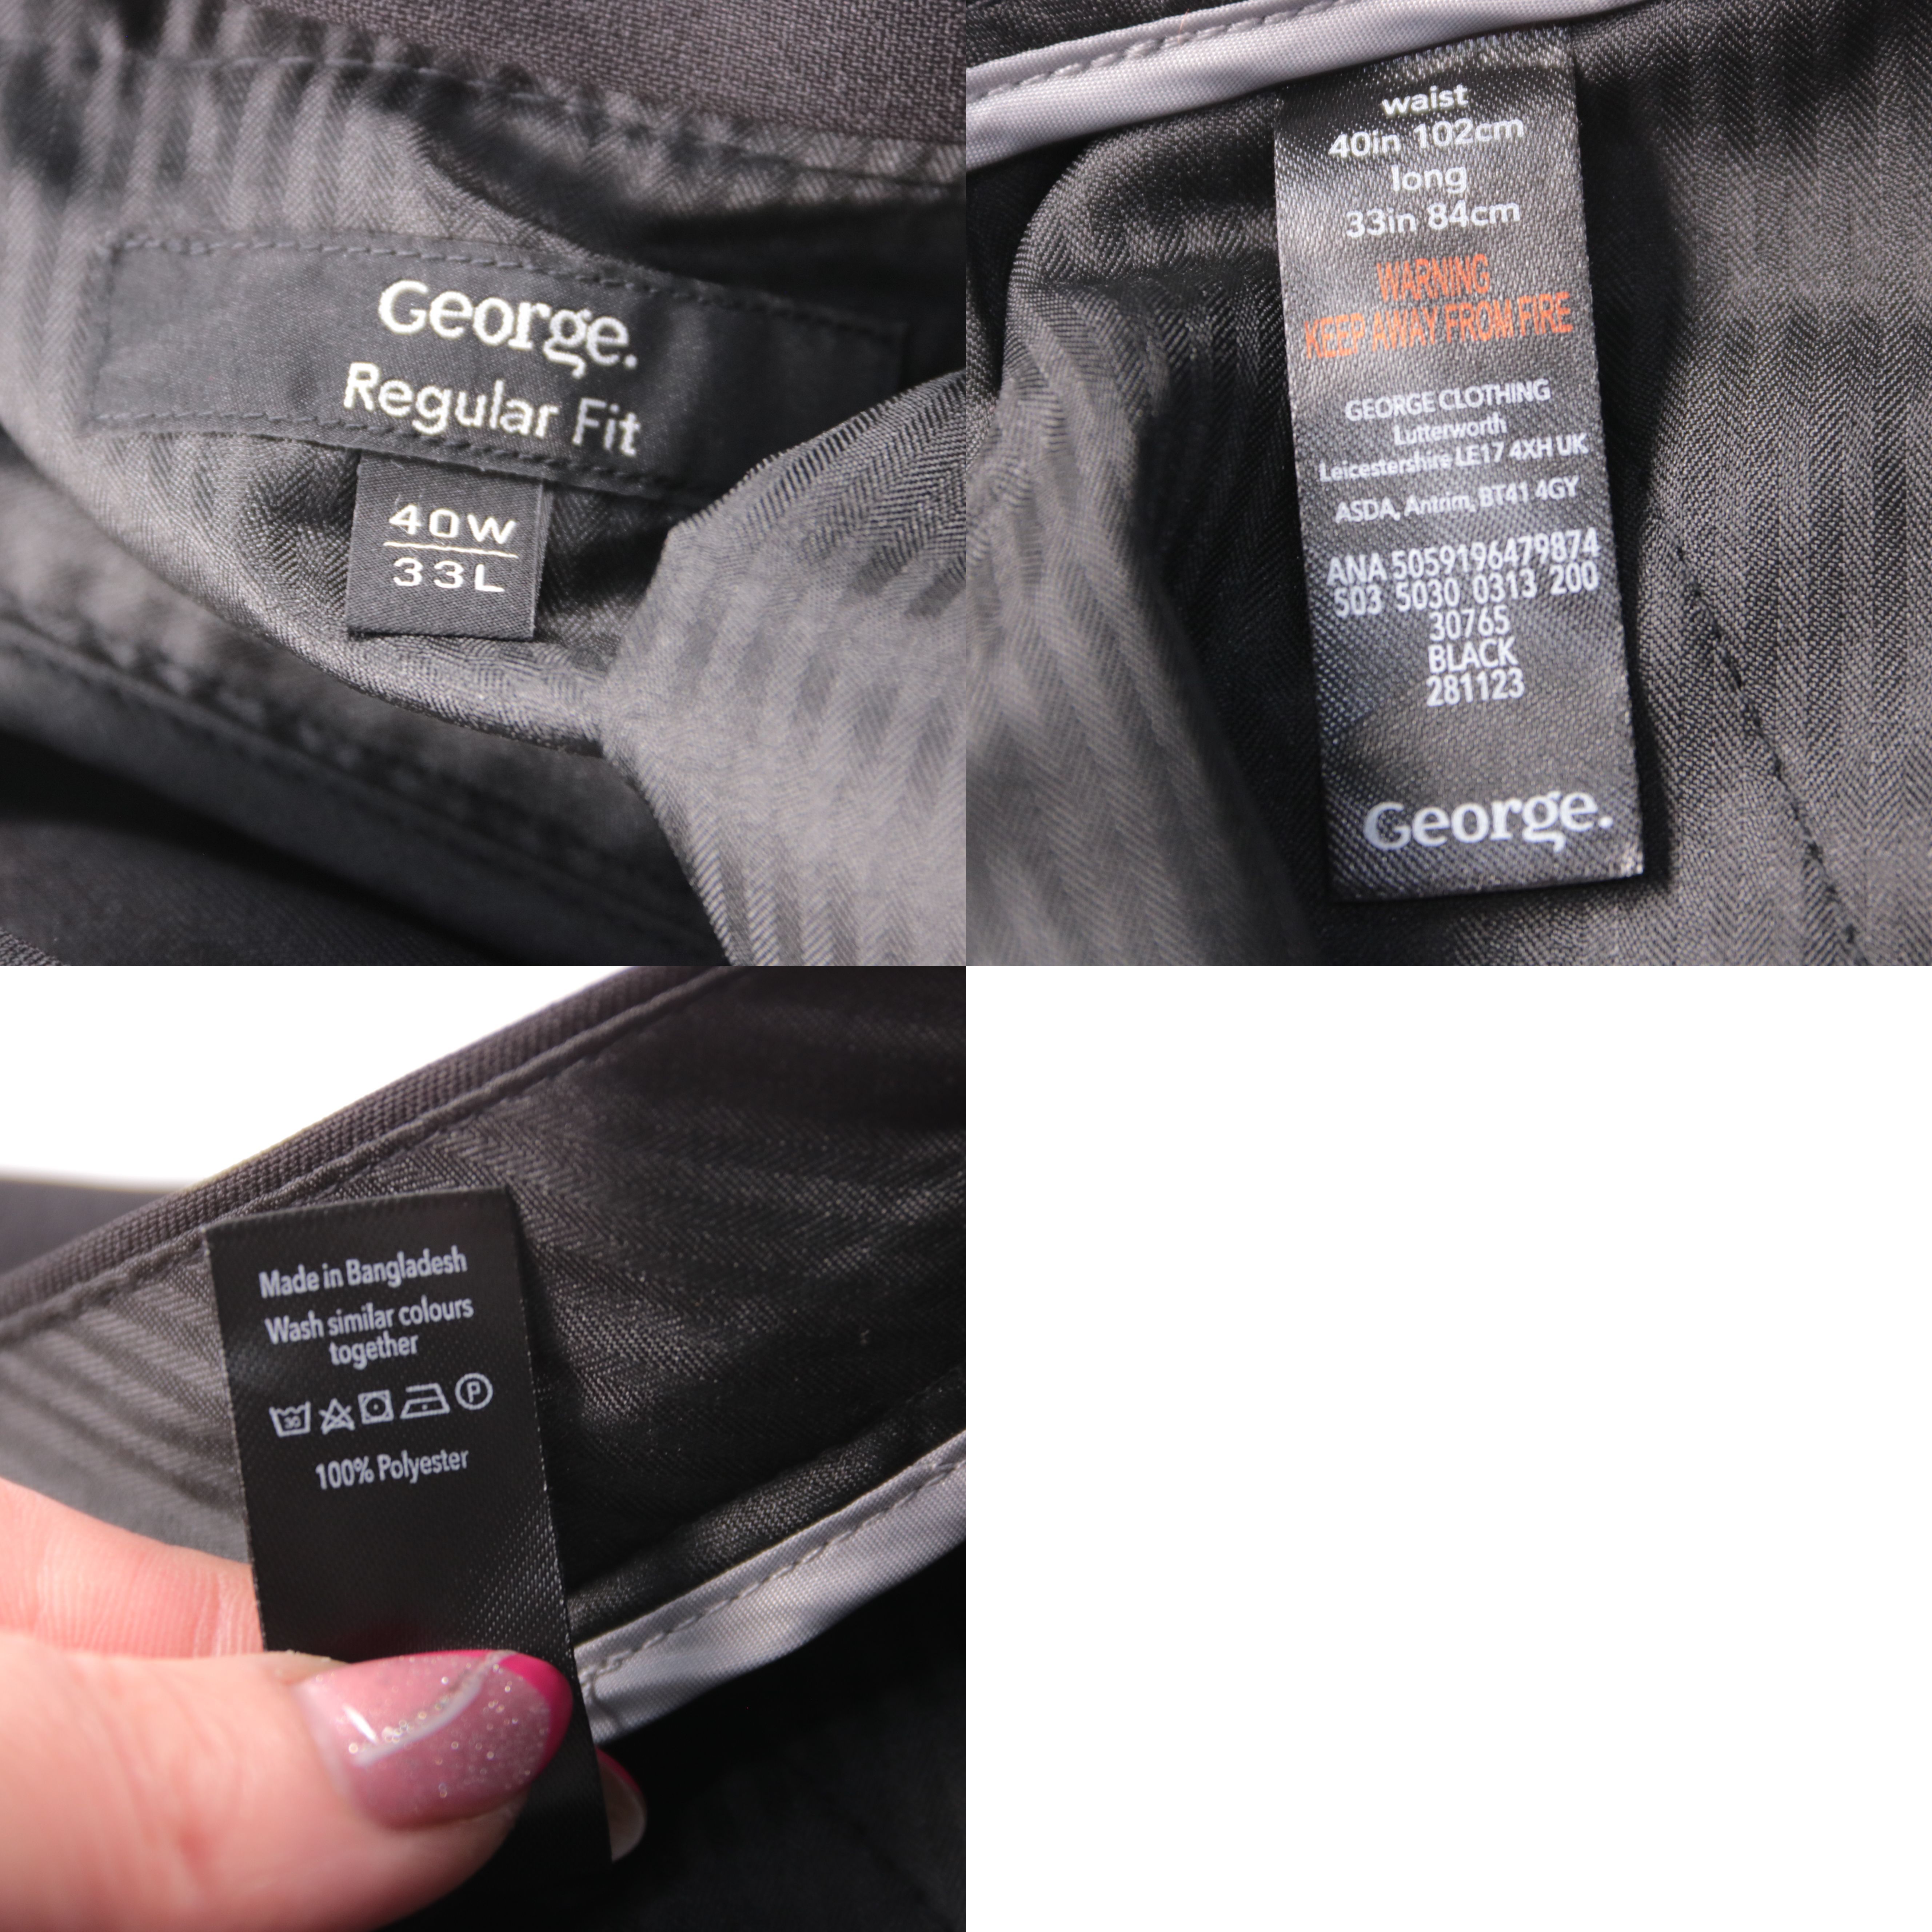 George.
Regular Fit
40W
33L
waist
40in 102cm
long
33in 84cm
WARNING
KEEP AWAY FROM FIRE
GEORGE CLOTHING
Lutterworth
Leicestershire LE17 4XH UK
ASDA, Antrim, BT41 4GY
ANA 5059196479874
503 5030 0313 200
30765
BLACK
281123
George.
Made in Bangladesh
Wash similar colours
together
30
P
100% Polyester